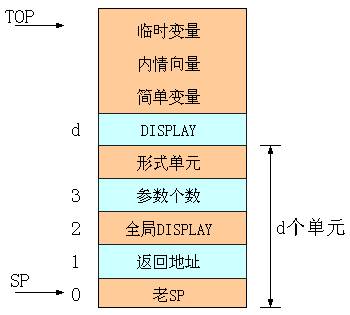 TOP
临时变量
内情向量
简单变量
d DISPLAY
形式单元
3 参数个数
2 全局DISPLAY
d个单元
1 返回地址
SP
0 老SP